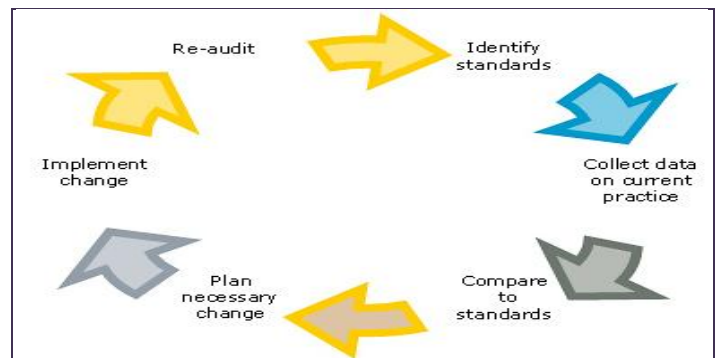 Re-audit
Identify
standards
Collect data
on current
practice
Compare
to
standards
Plan
necessary
change
Implement
change